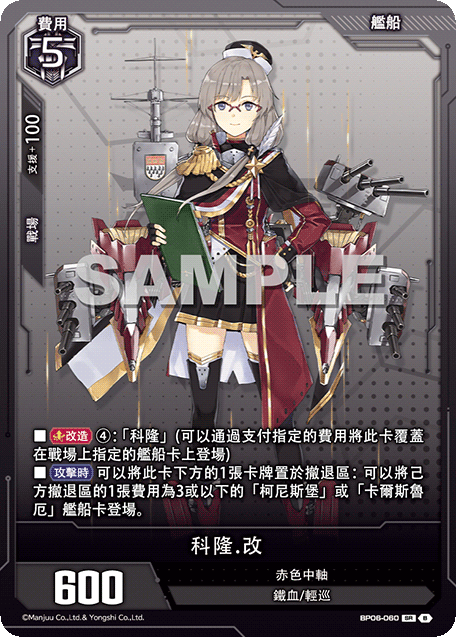 費用
5
艦船
支援+100
戰場
SAMPLE
■ 改造 ④:「科隆」(可以通過支付指定的費用將此卡覆蓋
在戰場上指定的艦船卡上登場)
■ 攻擊時 可以將此卡下方的1張卡牌置於撤退區: 可以將己
方撤退區的1張費用為3或以下的「柯尼斯堡」或「卡爾斯魯
厄」艦船卡登場。
科隆.改
600
赤色中軸
鐵血/輕巡
©Manjuu Co.,Ltd. & Yongshi Co.,Ltd.
BP06-060 SR B